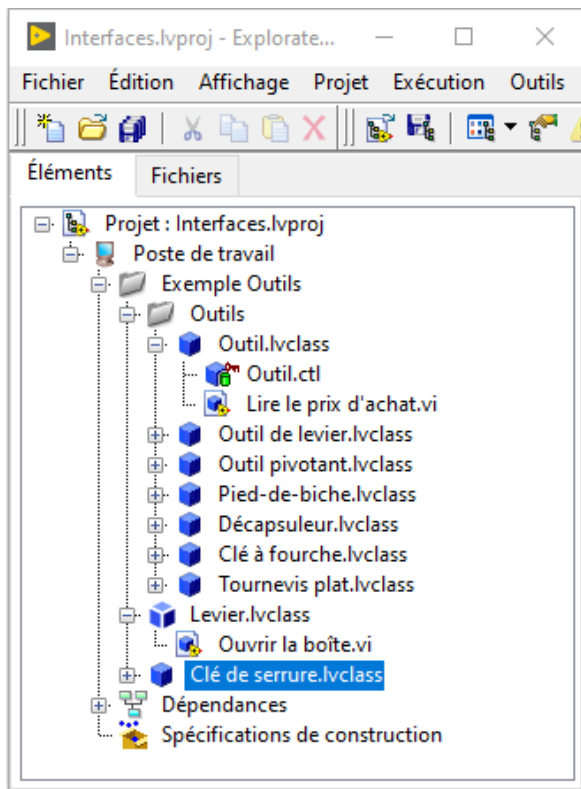 Interfaces.lvproj - Explorate...
Fichier Édition Affichage Projet Exécution Outils
Éléments Fichiers
Projet : Interfaces.lvproj
Poste de travail
Exemple Outils
Outils
Outil.lvclass
Outil.ctl
Lire le prix d'achat.vi
Outil de levier.lvclass
Outil pivotant.lvclass
Pied-de-biche.lvclass
Décapsuleur.lvclass
Clé à fourche.lvclass
Tournevis plat.lvclass
Levier.lvclass
Ouvrir la boîte.vi
Clé de serrure.lvclass
Dépendances
Spécifications de construction